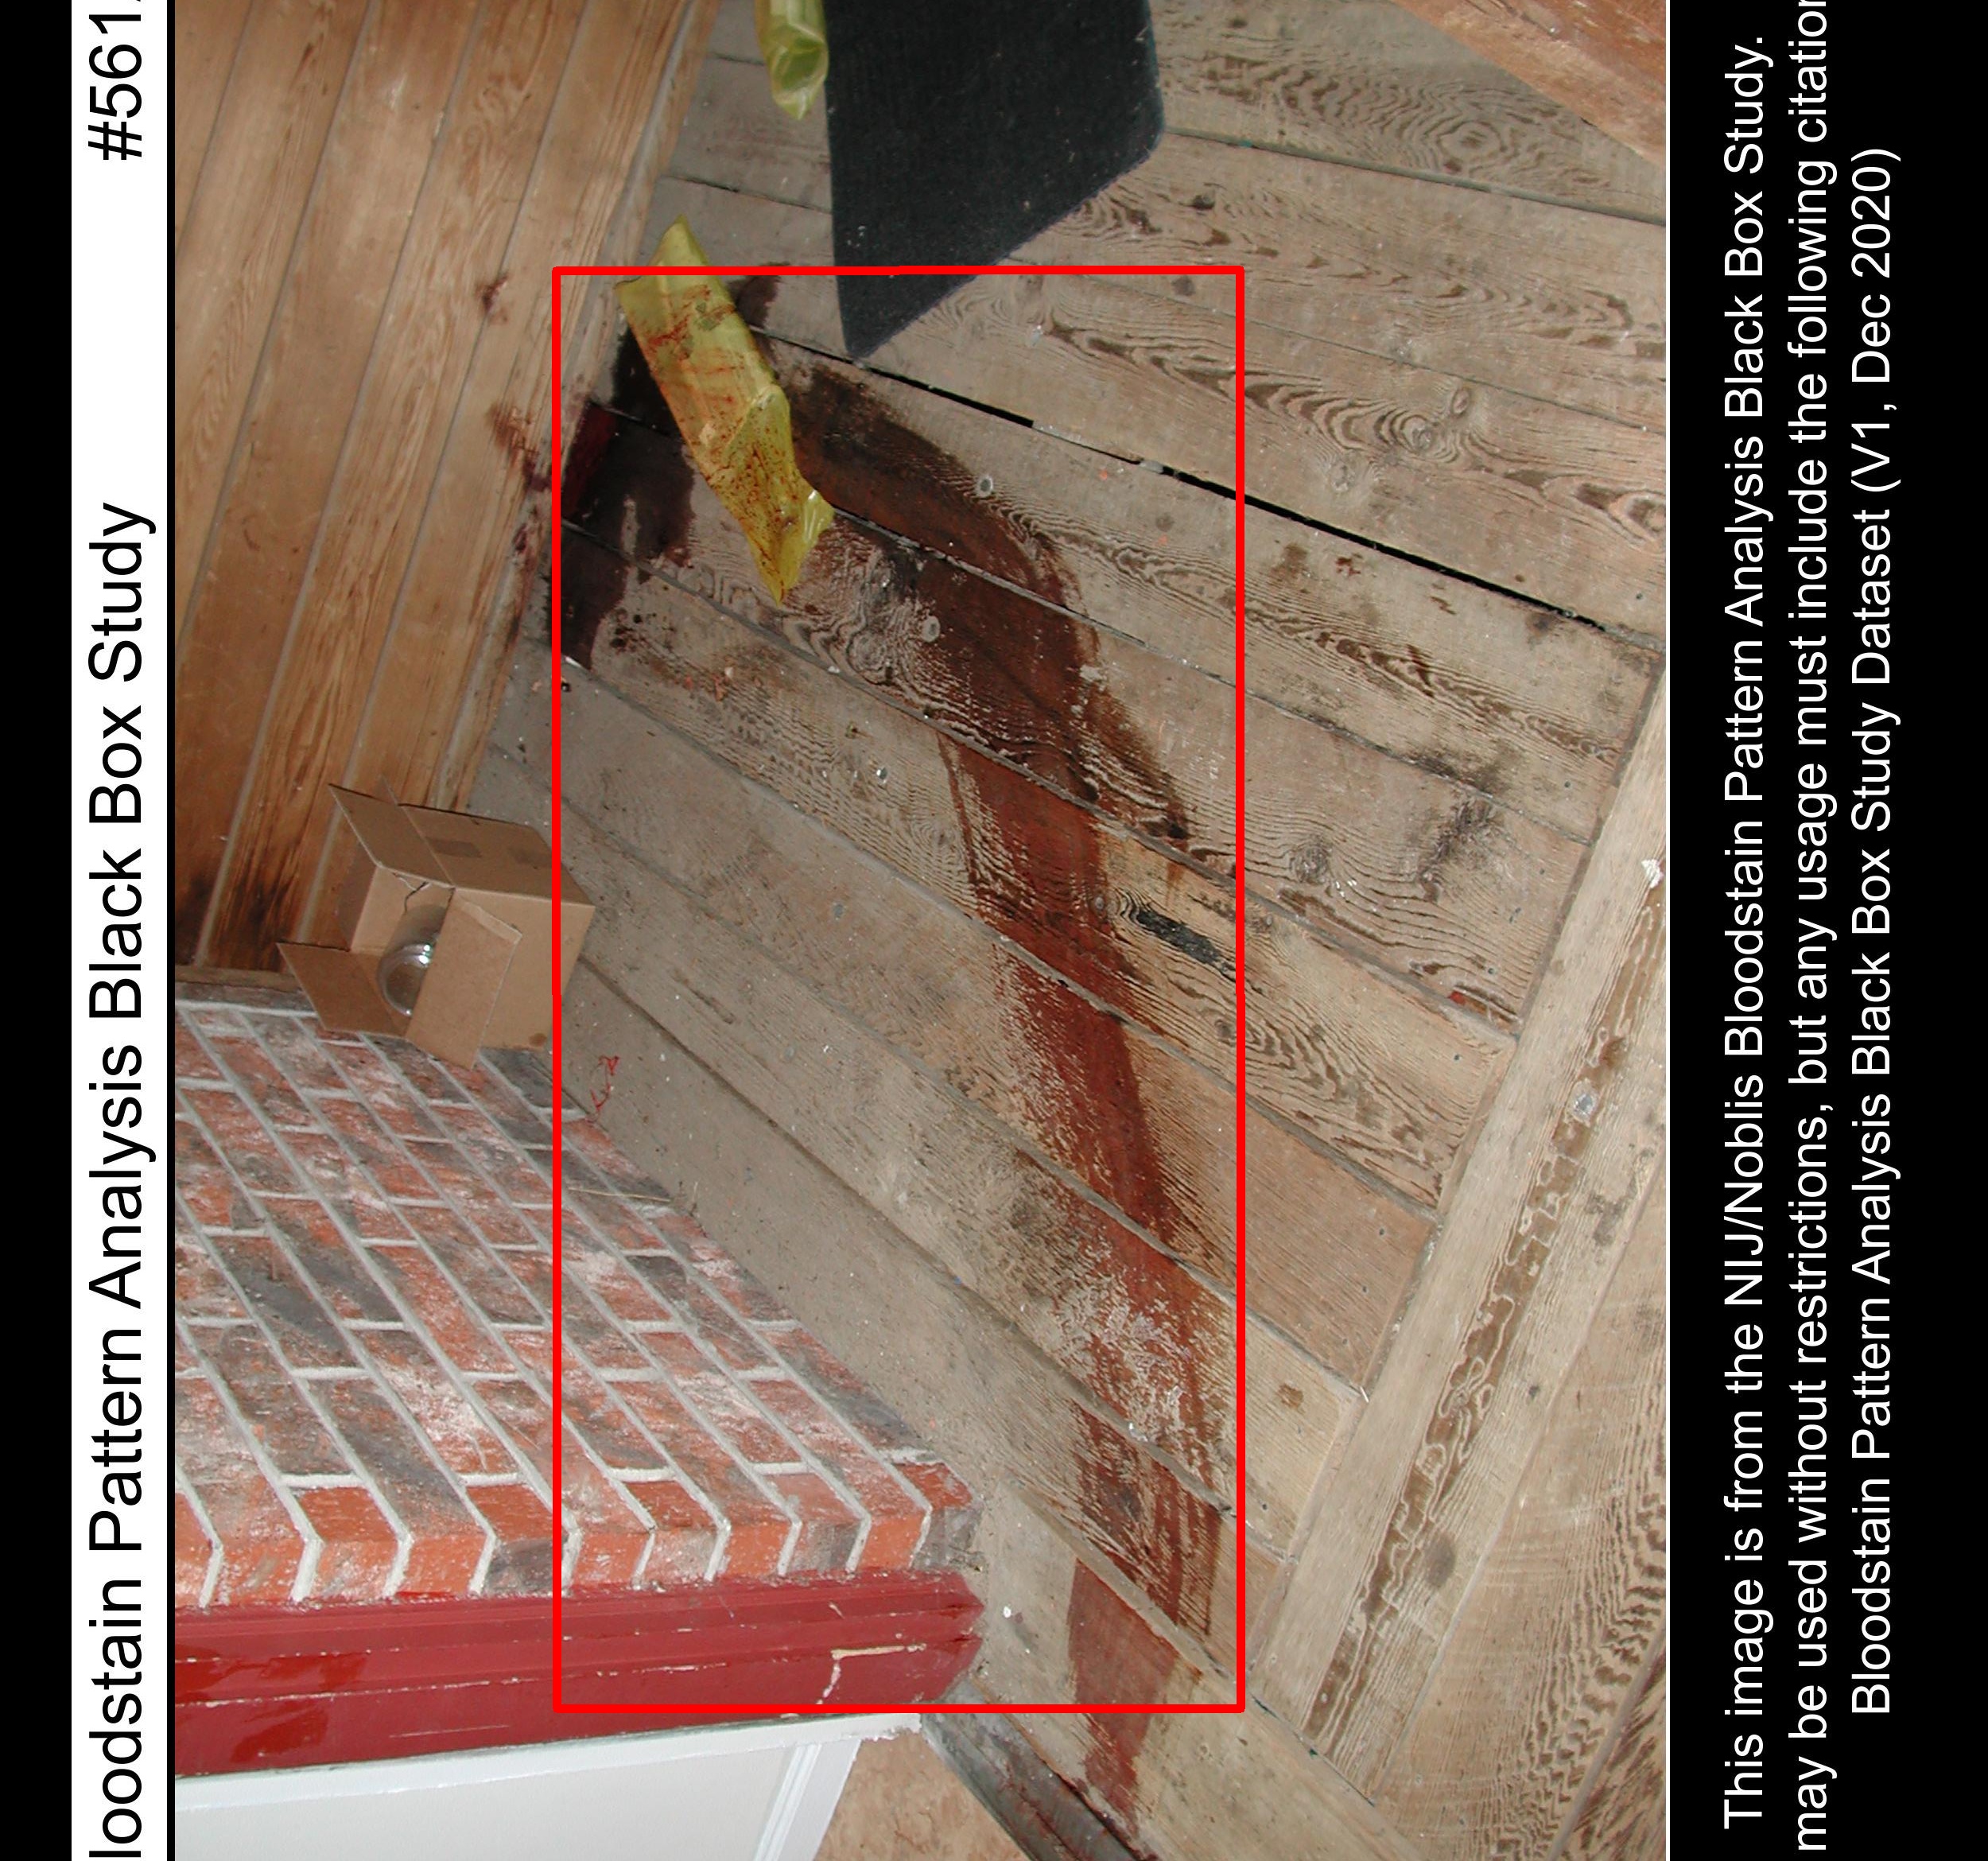 loodstain Pattern Analysis Black Box Study #561
This image is from the NIJ/Noblis Bloodstain Pattern Analysis Black Box Study.
may be used without restrictions, but any usage must include the following citation
Bloodstain Pattern Analysis Black Box Study Dataset (V1, Dec 2020)